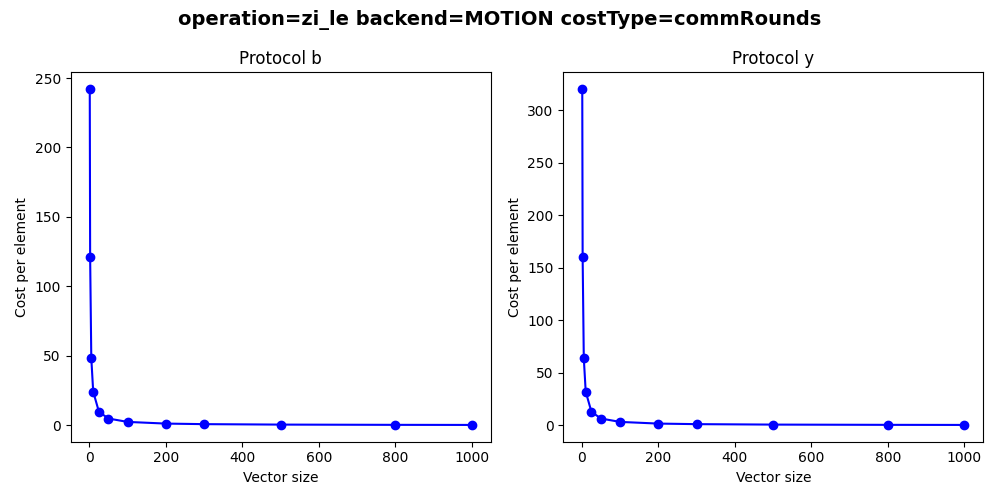 operation=zi_le backend=MOTION costType=commRounds
Protocol b
250
200
150
100
50
0
Cost per element
0 200 400 600 800 1000
Vector size
Protocol y
300
250
200
150
100
50
0
Cost per element
0 200 400 600 800 1000
Vector size